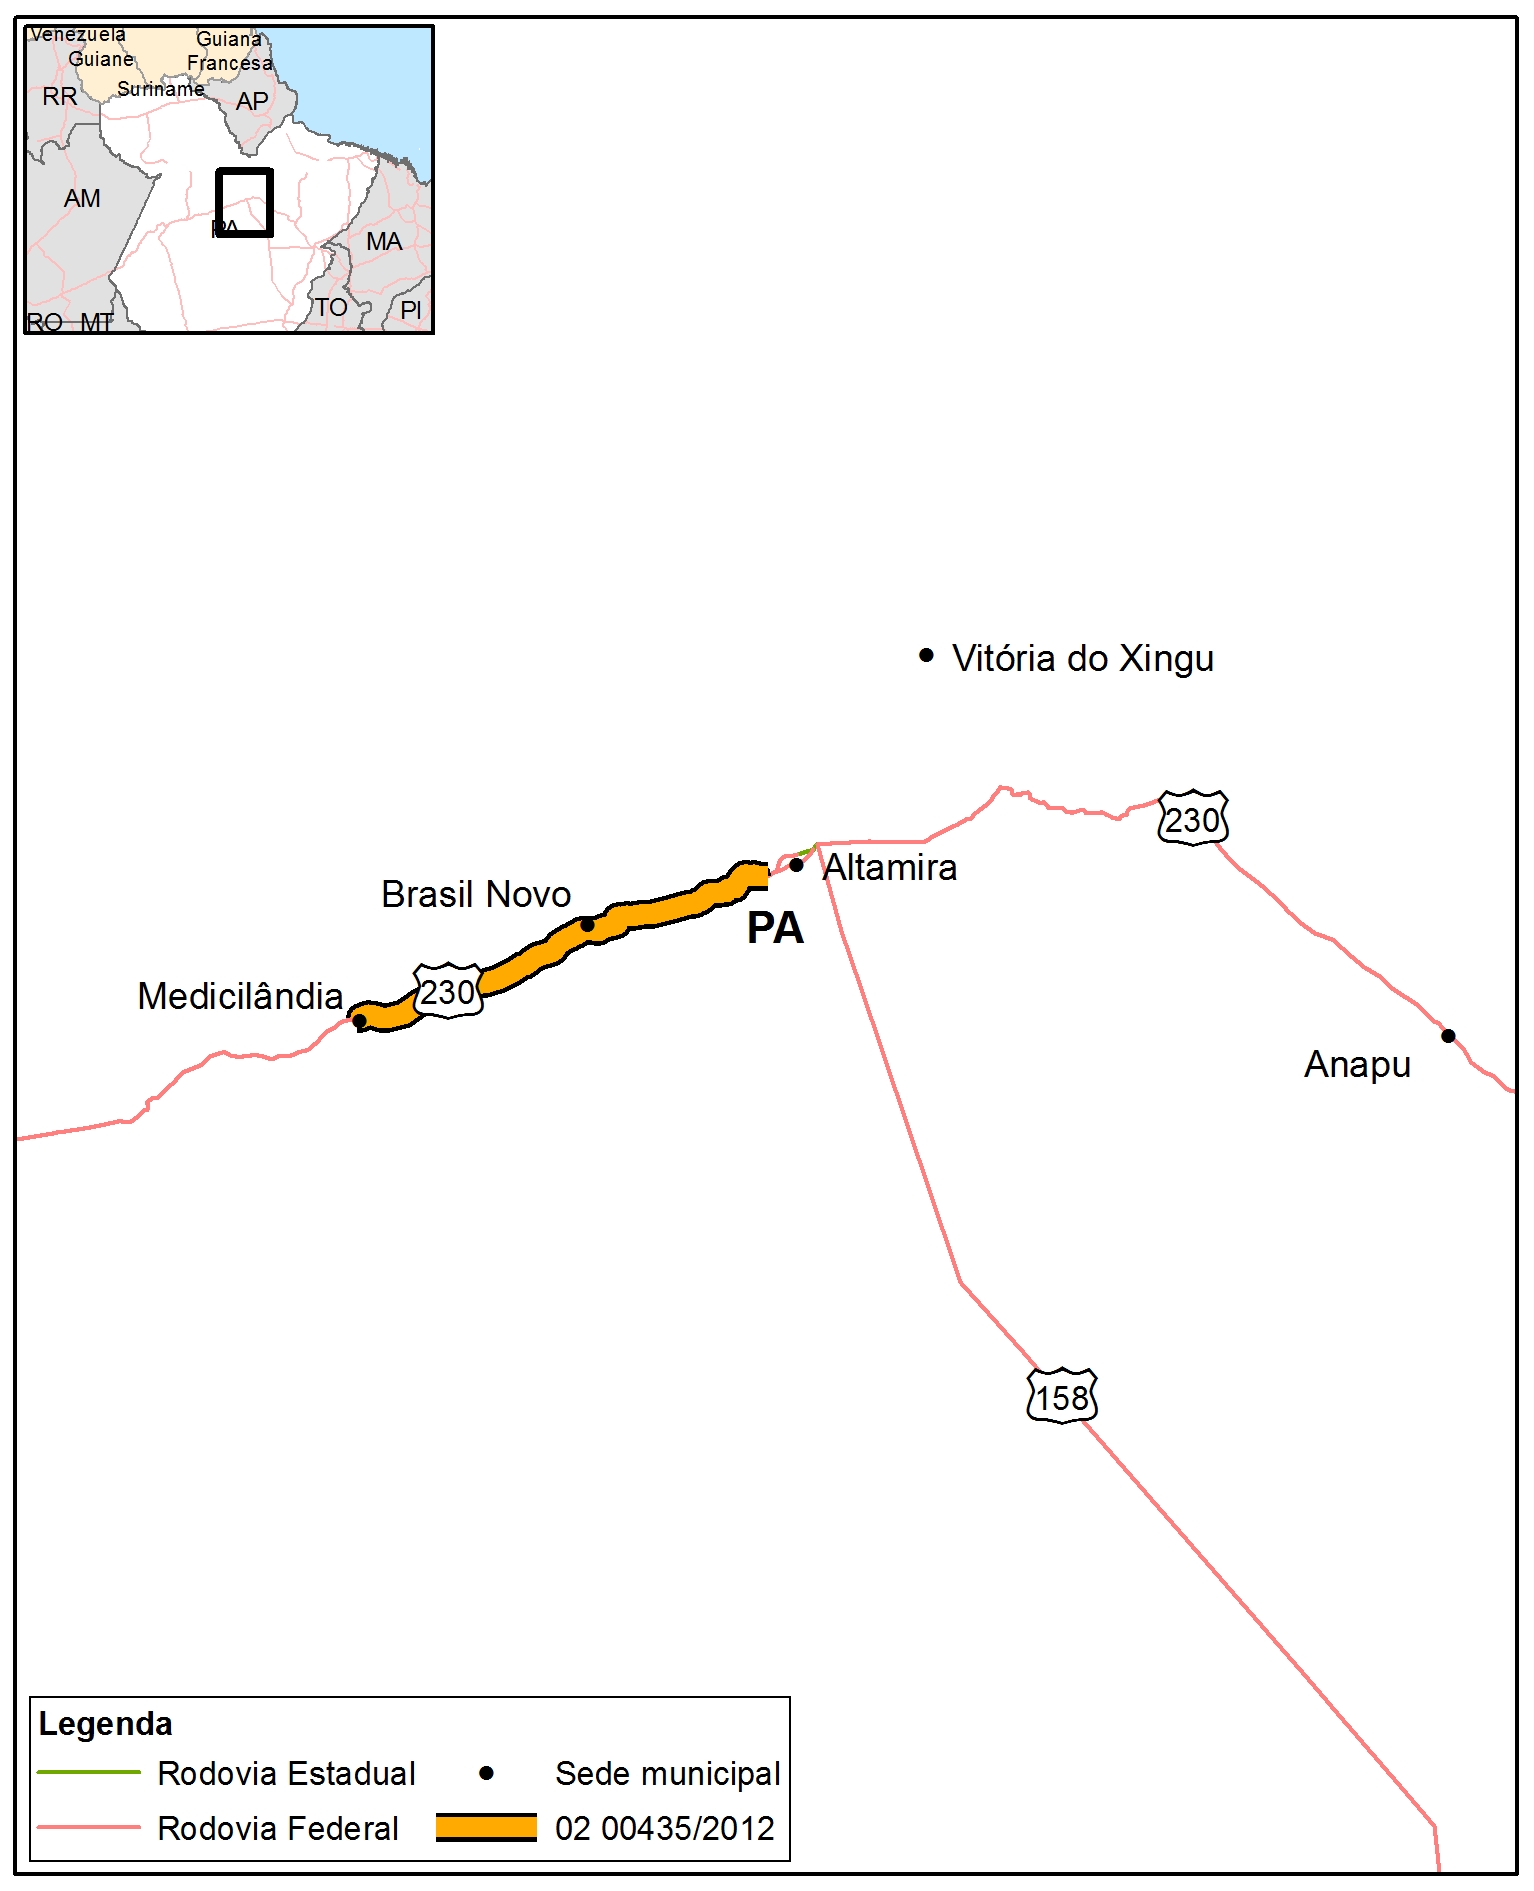 Venezuela
Guiana
Guiane
Francesa
Suriname
RR
AP
AM
PA
MA
TO
PI
RO
MT
Vitória do Xingu
230
Altamira
Brasil Novo
PA
Medicilândia
230
Anapu
158
Legenda
Rodovia Estadual
Sede municipal
Rodovia Federal
02 00435/2012